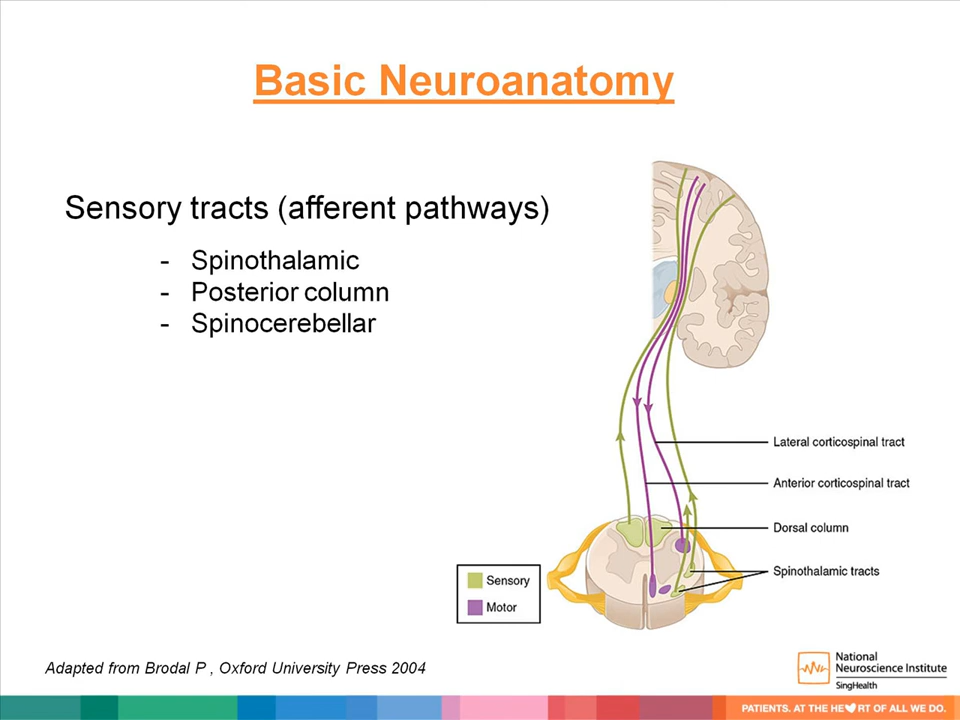 Basic Neuroanatomy
Sensory tracts (afferent pathways)
- Spinothalamic
- Posterior column
- Spinocerebellar
Lateral corticospinal tract
Anterior corticospinal tract
Dorsal column
Spinothalamic tracts
Sensory
Motor
Adapted from Brodal P , Oxford University Press 2004
National
Neuroscience Institute
SingHealth
PATIENTS. AT THE HE♥RT OF ALL WE DO.